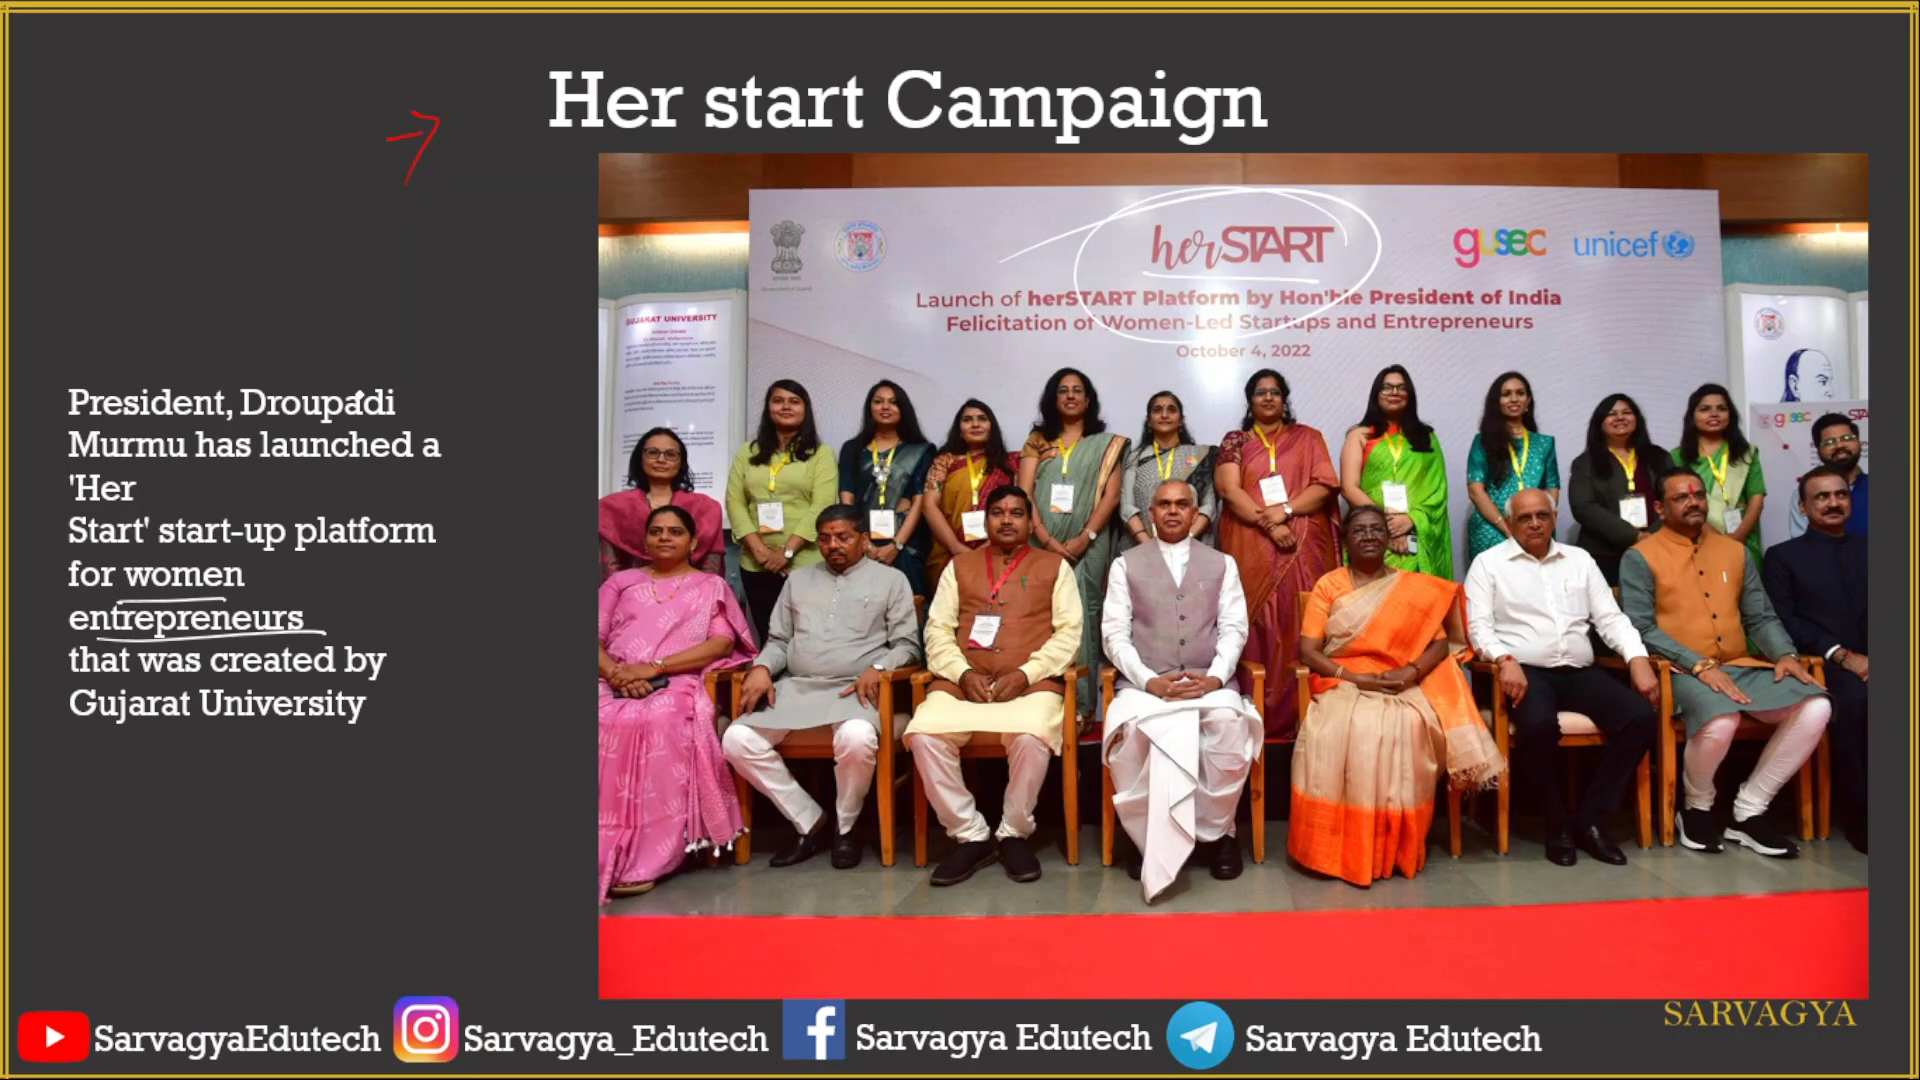 Her start Campaign
herSTART
gusec
unicef
Launch of herSTART Platform by Hon'ble President of India
Felicitation of Women-Led Startups and Entrepreneurs
October 4, 2022
GUJARAT UNIVERSITY
gusec
President, Droupadi
Murmu has launched a
'Her
Start' start-up platform
for women
entrepreneurs
that was created by
Gujarat University
SARVAGYA
SarvagyaEdutech
Sarvagya_Edutech
Sarvagya Edutech
Sarvagya Edutech